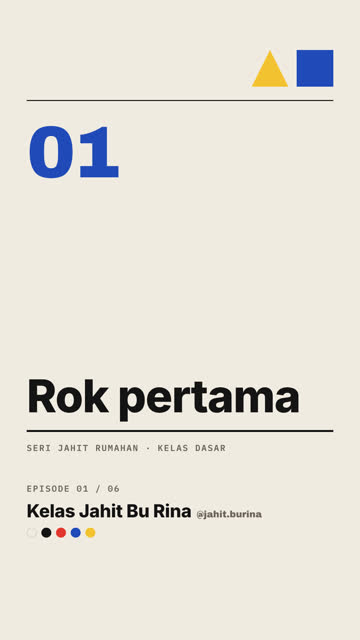 01
Rok pertama
SERI JAHIT RUMAHAN · KELAS DASAR
EPISODE 01 / 06
Kelas Jahit Bu Rina @jahit.burina